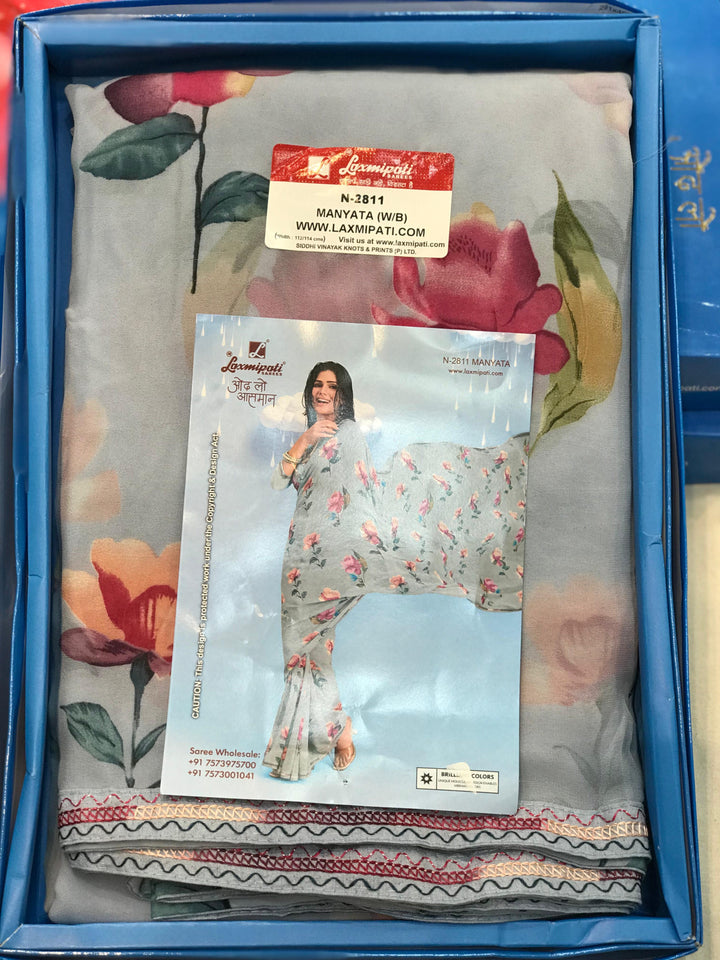 Laxmipati
SAREES
N-2811
MANYATA (W/B)
WWW.LAXMIPATI.COM
Visit us at www.laxmipati.com
SIDDHI VINAYAK KNOTS & PRINTS (P) LTD.
Laxmipati
SAREES
ओढ़ लो
आसमान
N-2811 MANYATA
www.laxmipati.com
CAUTION: This design is protected work under the Copyright & Design Act
Saree Wholesale:
+91 7573975700
+91 7573001041
COLORS